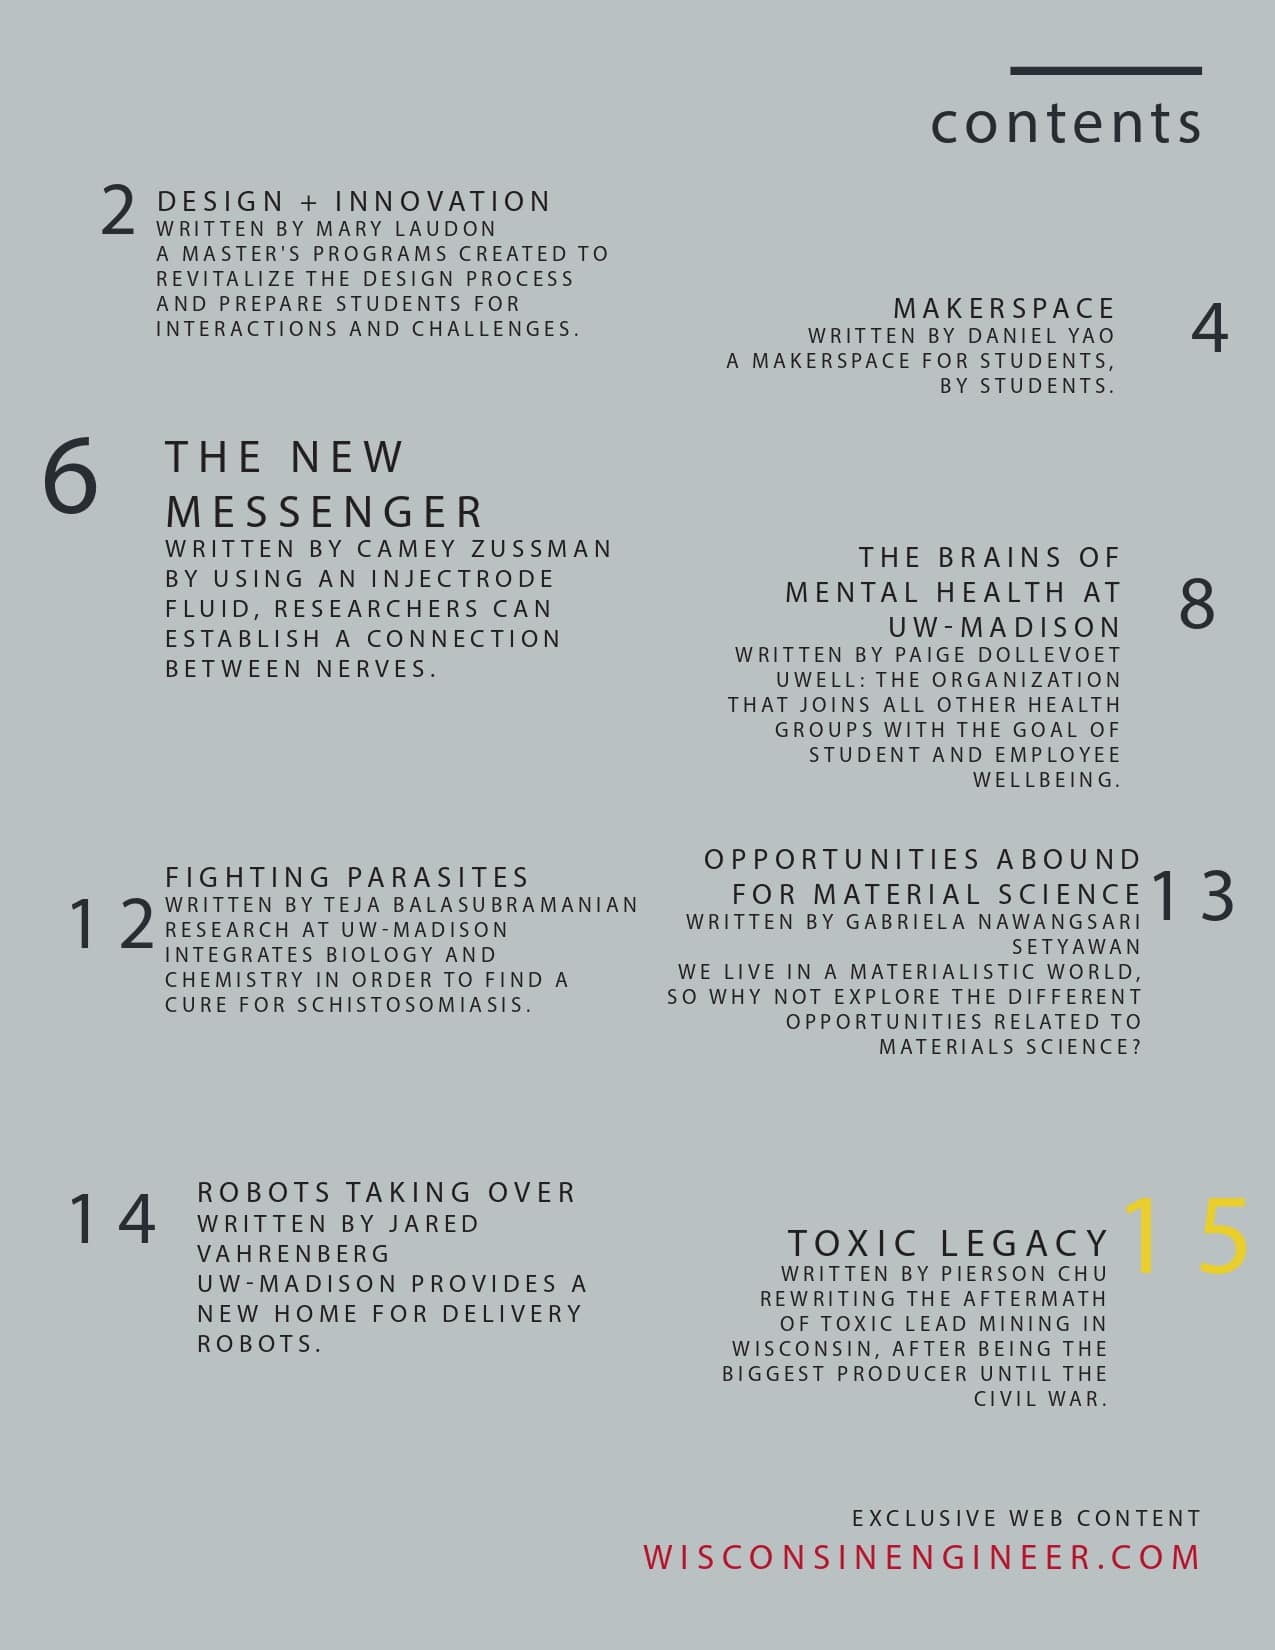 contents
2
DESIGN + INNOVATION
WRITTEN BY MARY LAUDON
A MASTER'S PROGRAMS CREATED TO
REVITALIZE THE DESIGN PROCESS
AND PREPARE STUDENTS FOR
INTERACTIONS AND CHALLENGES.
MAKERSPACE
4
WRITTEN BY DANIEL YAO
A MAKERSPACE FOR STUDENTS,
BY STUDENTS.
6
THE NEW
MESSENGER
WRITTEN BY CAMEY ZUSSMAN
BY USING AN INJECTRODE
FLUID, RESEARCHERS CAN
ESTABLISH A CONNECTION
BETWEEN NERVES.
THE BRAINS OF
MENTAL HEALTH AT
UW-MADISON
8
WRITTEN BY PAIGE DOLLEVOET
UWELL: THE ORGANIZATION
THAT JOINS ALL OTHER HEALTH
GROUPS WITH THE GOAL OF
STUDENT AND EMPLOYEE
WELLBEING.
12
FIGHTING PARASITES
WRITTEN BY TEJA BALASUBRAMANIAN
RESEARCH AT UW-MADISON
INTEGRATES BIOLOGY AND
CHEMISTRY IN ORDER TO FIND A
CURE FOR SCHISTOSOMIASIS.
OPPORTUNITIES ABOUND
FOR MATERIAL SCIENCE
13
WRITTEN BY GABRIELA NAWANGSARI
SETYAWAN
WE LIVE IN A MATERIALISTIC WORLD,
SO WHY NOT EXPLORE THE DIFFERENT
OPPORTUNITIES RELATED TO
MATERIALS SCIENCE?
14
ROBOTS TAKING OVER
WRITTEN BY JARED
VAHRENBERG
UW-MADISON PROVIDES A
NEW HOME FOR DELIVERY
ROBOTS.
TOXIC LEGACY
15
WRITTEN BY PIERSON CHU
REWRITING THE AFTERMATH
OF TOXIC LEAD MINING IN
WISCONSIN, AFTER BEING THE
BIGGEST PRODUCER UNTIL THE
CIVIL WAR.
EXCLUSIVE WEB CONTENT
WISCONSINENGINEER.COM